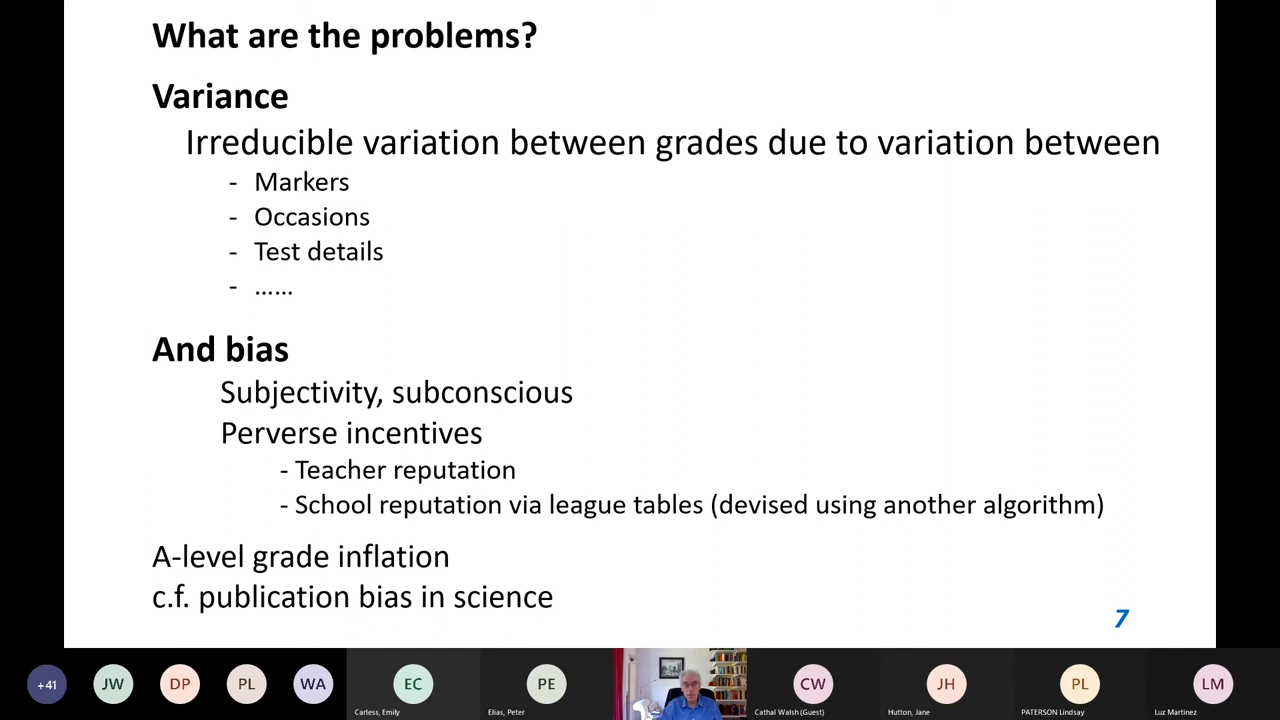 What are the problems?
Variance
Irreducible variation between grades due to variation between
- Markers
- Occasions
- Test details
- ......
And bias
Subjectivity, subconscious
Perverse incentives
- Teacher reputation
- School reputation via league tables (devised using another algorithm)
A-level grade inflation
c.f. publication bias in science
7
+41 JW DP PL WA EC PE CW JH PL LM
Carless, Emily Elias, Peter Cathal Walsh (Guest) Hutton, Jane PATERSON Lindsay Luz Martinez